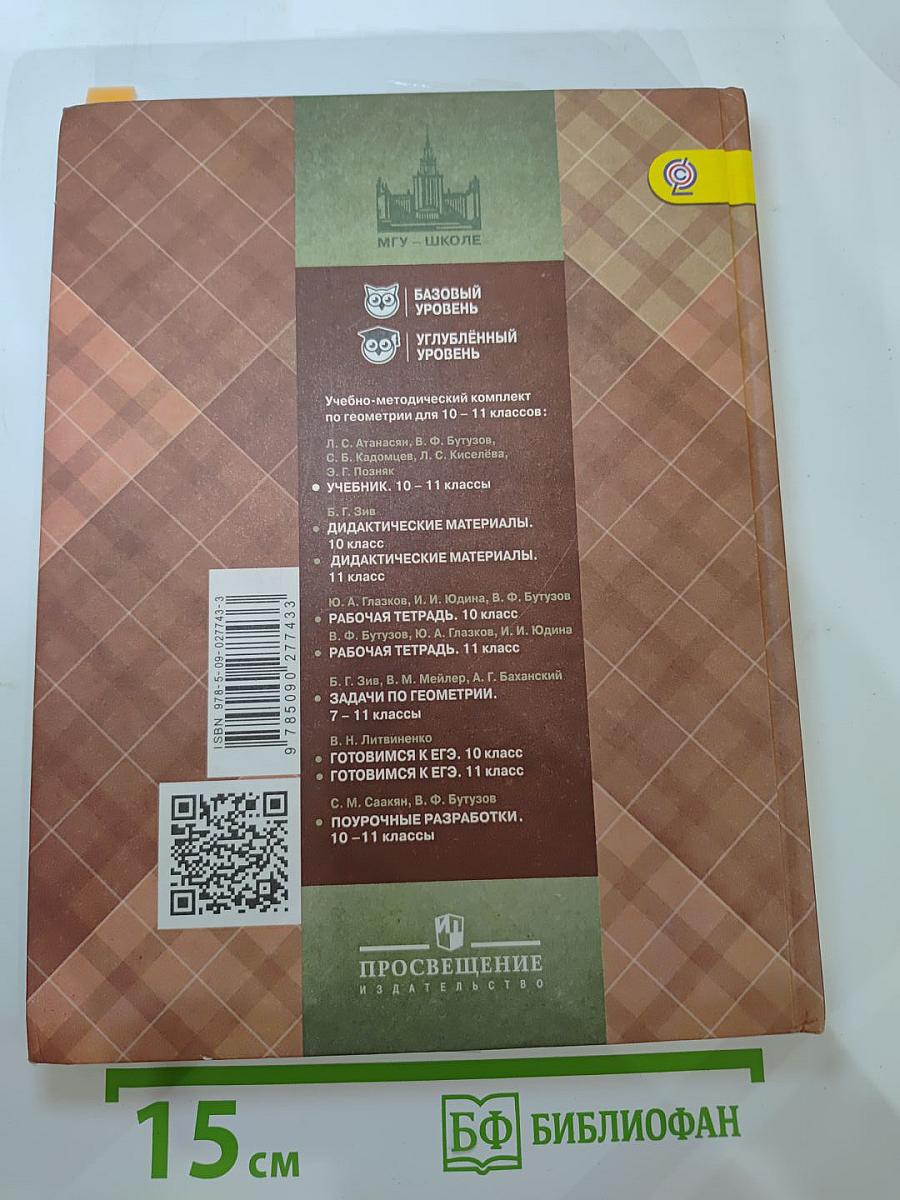 МГУ – ШКОЛЕ
БАЗОВЫЙ
УРОВЕНЬ
УГЛУБЛЁННЫЙ
УРОВЕНЬ
Учебно-методический комплект
по геометрии для 10 – 11 классов:
Л. С. Атанасян, В. Ф. Бутузов,
С. Б. Кадомцев, Л. С. Киселёва,
Э. Г. Позняк
• УЧЕБНИК. 10 – 11 классы
Б. Г. Зив
• ДИДАКТИЧЕСКИЕ МАТЕРИАЛЫ.
10 класс
• ДИДАКТИЧЕСКИЕ МАТЕРИАЛЫ.
11 класс
Ю. А. Глазков, И. И. Юдина, В. Ф. Бутузов
• РАБОЧАЯ ТЕТРАДЬ. 10 класс
В. Ф. Бутузов, Ю. А. Глазков, И. И. Юдина
• РАБОЧАЯ ТЕТРАДЬ. 11 класс
Б. Г. Зив, В. М. Мейлер, А. Г. Баханский
• ЗАДАЧИ ПО ГЕОМЕТРИИ.
7 – 11 классы
В. Н. Литвиненко
• ГОТОВИМСЯ К ЕГЭ. 10 класс
• ГОТОВИМСЯ К ЕГЭ. 11 класс
С. М. Саакян, В. Ф. Бутузов
• ПОУРОЧНЫЕ РАЗРАБОТКИ.
10 – 11 классы
ISBN 978-5-09-027743-3
9 785090 277433
ИП
ПРОСВЕЩЕНИЕ
ИЗДАТЕЛЬСТВО
15 см
БФ БИБЛИОФАН